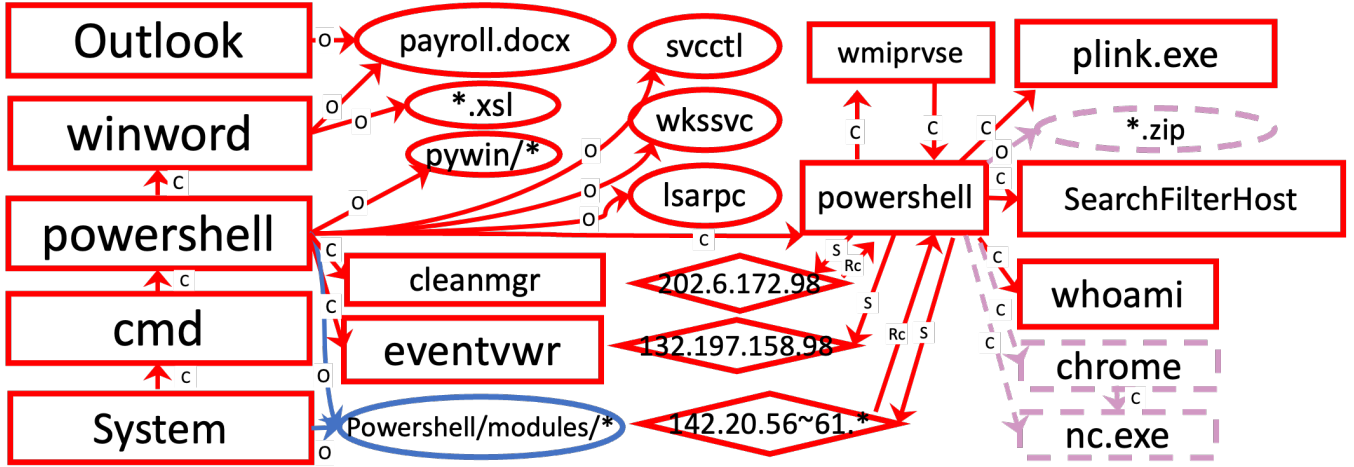 Outlook
O
payroll.docx
svcctl
wmiprvse
plink.exe
winword
O
O
*.xsl
wkssvc
C
C
C
O
*.zip
pywin/*
C
powershell
O
O
O
O
lsarpc
C
powershell
C
SearchFilterHost
C
C
cleanmgr
S
Rc
202.6.172.98
C
whoami
cmd
C
eventvwr
S
132.197.158.98
Rc
S
C
C
chrome
C
O
C
System
O
Powershell/modules/*
142.20.56~61.*
nc.exe